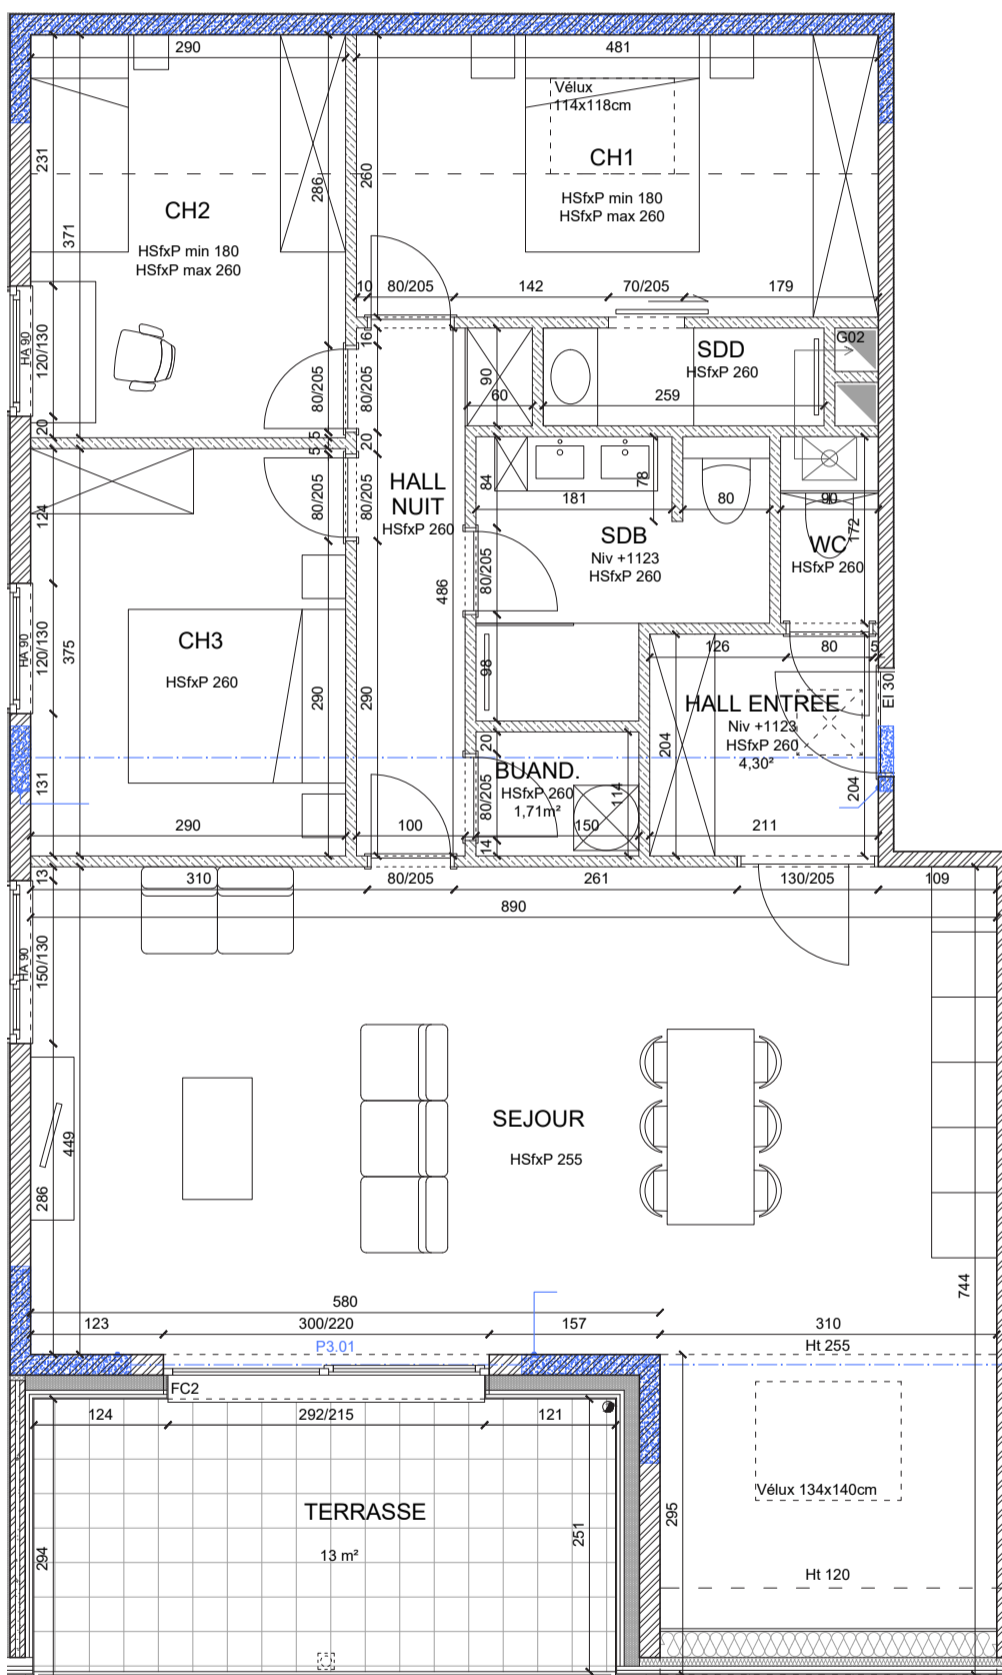 290
481
Vélux
114x118cm
CH1
HSfxP min 180
HSfxP max 260
231
371
286
260
CH2
HSfxP min 180
HSfxP max 260
10
80/205
142
70/205
179
HA 90
120/130
20
80/205
80/205
16
90
60
SDD
HSfxP 260
259
G02
5
5
20
124
80/205
80/205
HALL
NUIT
HSfxP 260
84
78
181
80
90
172
SDB
Niv +1123
HSfxP 260
WC
HSfxP 260
80/205
486
HA 90
120/130
375
CH3
HSfxP 260
290
290
98
126
80
5
HALL ENTREE
Niv +1123
HSfxP 260
4,30²
EI 30
204
204
131
20
BUAND.
HSfxP 260
1,71m²
80/205
114
14
290
100
150
211
13
310
80/205
261
130/205
109
890
HA 90
150/130
SEJOUR
HSfxP 255
449
286
744
580
123
300/220
157
310
P3.01
Ht 255
FC2
124
292/215
121
Vélux 134x140cm
TERRASSE
13 m²
294
251
295
Ht 120